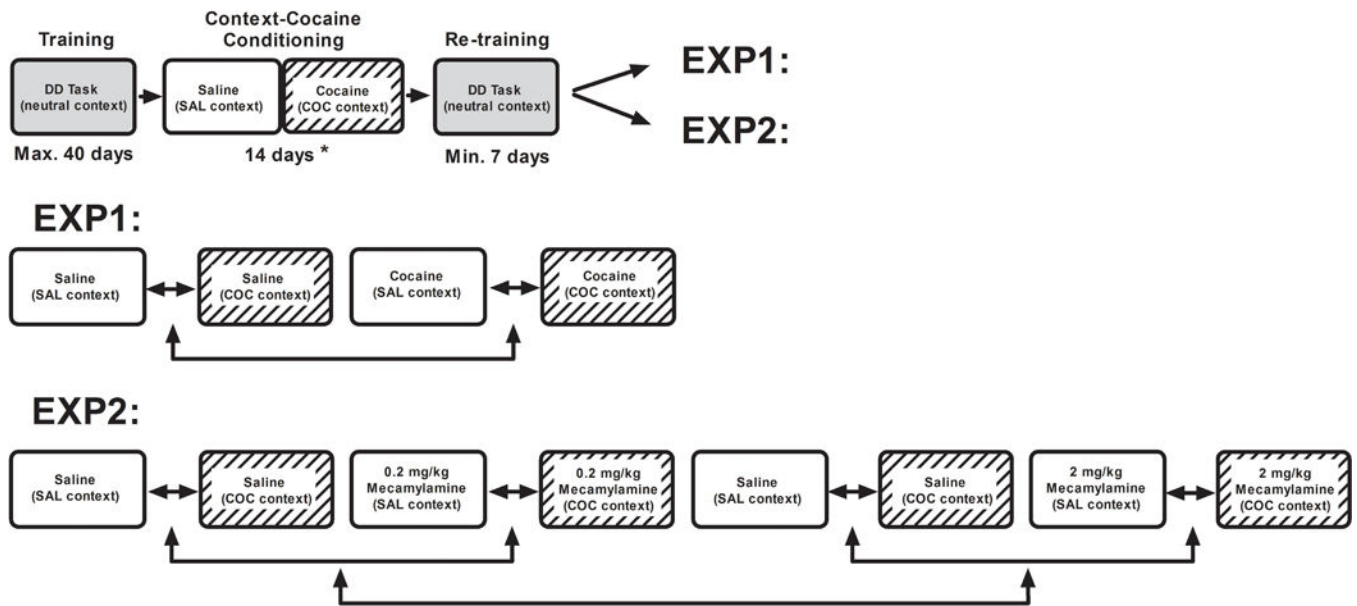 Training
Context-Cocaine
Conditioning
Re-training
DD Task
(neutral context)
Saline
(SAL context)
Cocaine
(COC context)
DD Task
(neutral context)
Max. 40 days
14 days *
Min. 7 days
EXP1:
EXP2:
EXP1:
Saline
(SAL context)
Saline
(COC context)
Cocaine
(SAL context)
Cocaine
(COC context)
EXP2:
Saline
(SAL context)
Saline
(COC context)
0.2 mg/kg
Mecamylamine
(SAL context)
0.2 mg/kg
Mecamylamine
(COC context)
Saline
(SAL context)
Saline
(COC context)
2 mg/kg
Mecamylamine
(SAL context)
2 mg/kg
Mecamylamine
(COC context)